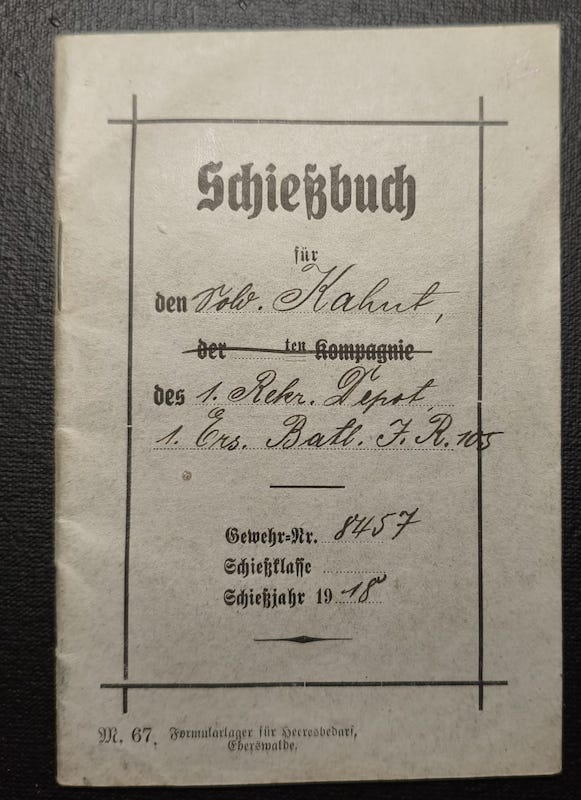 Schießbuch
für
den Sold. Kahnt,
der ten Kompagnie
des 1. Rekr. Depot
1. Ers. Batl. J. R. 105
Gewehr=Nr. 8457
Schießklasse
Schießjahr 1918
M. 67. Formularlager für Heeresbedarf,
Eberswalde.